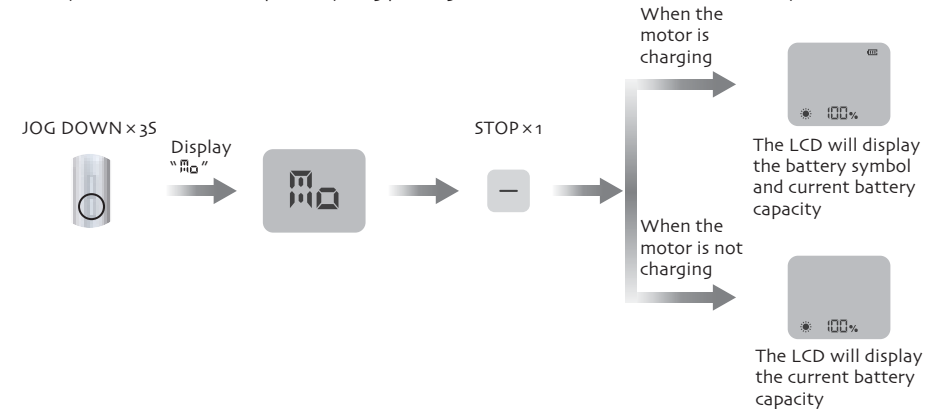 When the
motor is
charging
JOG DOWN × 3S
Display
“Mo”
Mo
STOP × 1
100%
The LCD will display
the battery symbol
and current battery
capacity
When the
motor is not
charging
100%
The LCD will display
the current battery
capacity